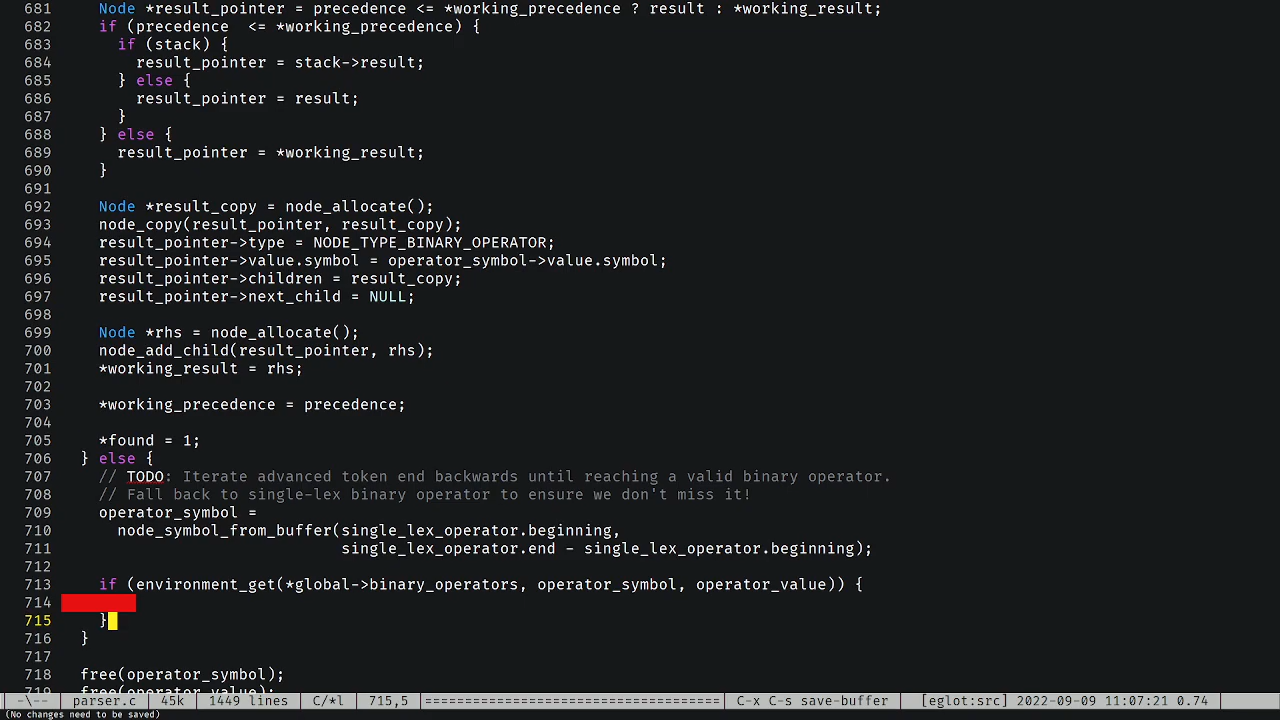 681     Node *result_pointer = precedence <= *working_precedence ? result : *working_result;
682     if (precedence  <= *working_precedence) {
683       if (stack) {
684         result_pointer = stack->result;
685       } else {
686         result_pointer = result;
687       }
688     } else {
689       result_pointer = *working_result;
690     }
691
692     Node *result_copy = node_allocate();
693     node_copy(result_pointer, result_copy);
694     result_pointer->type = NODE_TYPE_BINARY_OPERATOR;
695     result_pointer->value.symbol = operator_symbol->value.symbol;
696     result_pointer->children = result_copy;
697     result_pointer->next_child = NULL;
698
699     Node *rhs = node_allocate();
700     node_add_child(result_pointer, rhs);
701     *working_result = rhs;
702
703     *working_precedence = precedence;
704
705     *found = 1;
706   } else {
707     // TODO: Iterate advanced token end backwards until reaching a valid binary operator.
708     // Fall back to single-lex binary operator to ensure we don't miss it!
709     operator_symbol =
710       node_symbol_from_buffer(single_lex_operator.beginning,
711                               single_lex_operator.end - single_lex_operator.beginning);
712
713     if (environment_get(*global->binary_operators, operator_symbol, operator_value)) {
714
715     }
716   }
717
718   free(operator_symbol);
719   free(operator_value);
-\-- parser.c 45k 1449 lines C/*l 715,5 ================================ C-x C-s save-buffer [eglot:src] 2022-09-09 11:07:21 0.74
(No changes need to be saved)